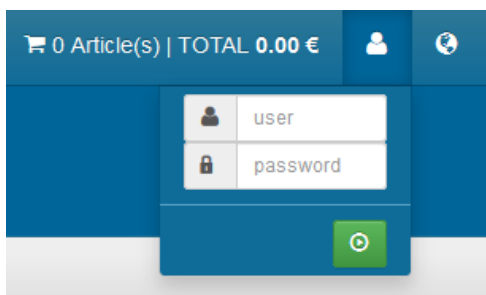 0 Article(s) | TOTAL 0.00 €
user
password